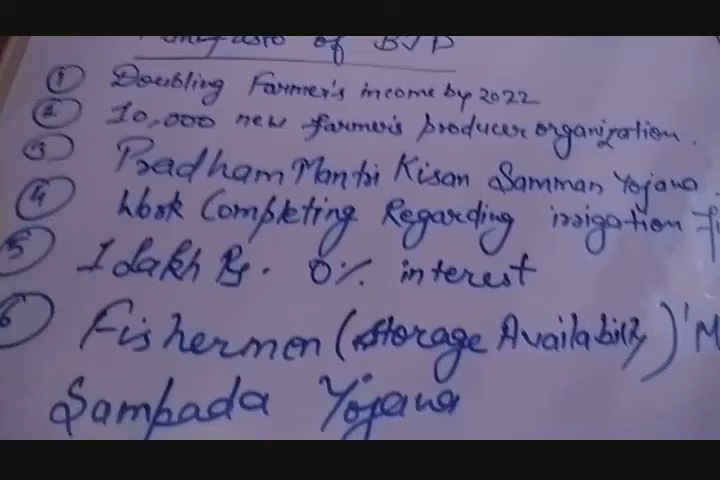 Manifasto of BJP
① Doubling Farmer's income by 2022
② 10,000 new farmer's producer organization.
③ Pradham Mantri Kisan Samman Yojana
④ Work Completing Regarding irrigation
⑤ 1 lakh Rs. 0% interest
⑥ Fishermen (storage Availability)
Sampada Yojana